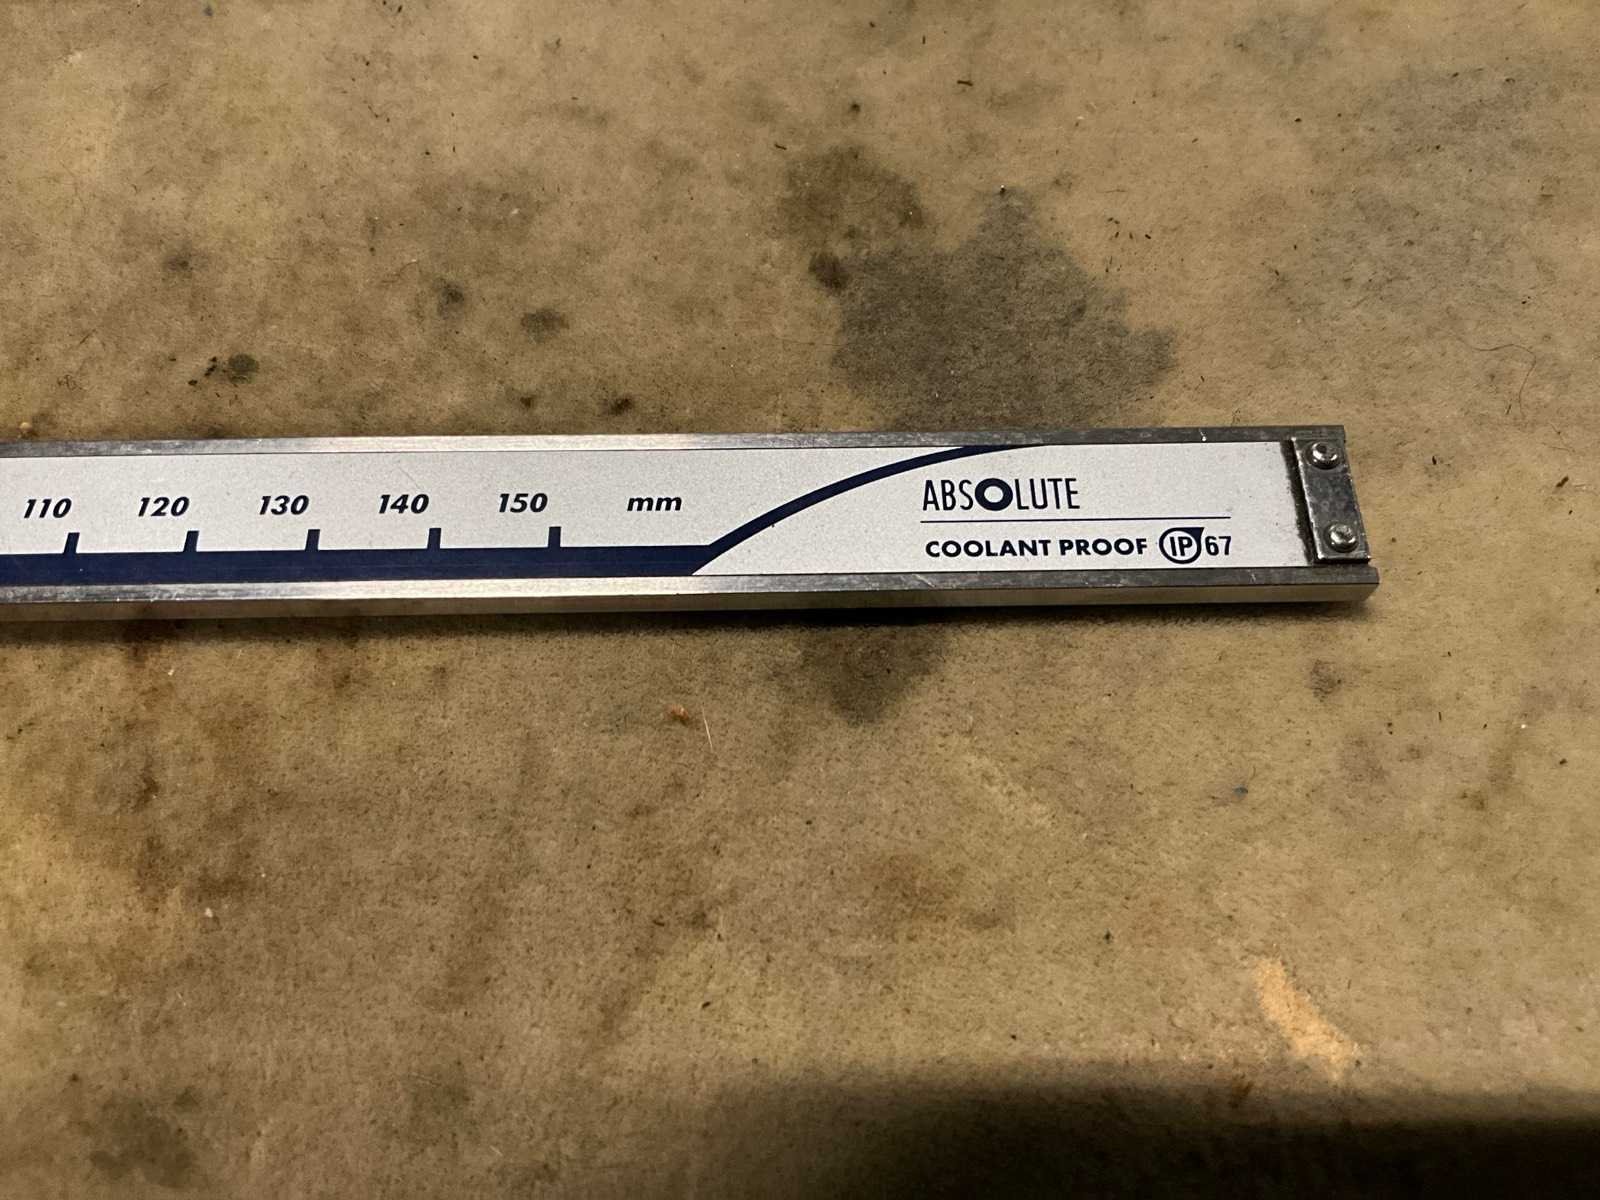 110 120 130 140 150 mm
ABSOLUTE
COOLANT PROOF IP67